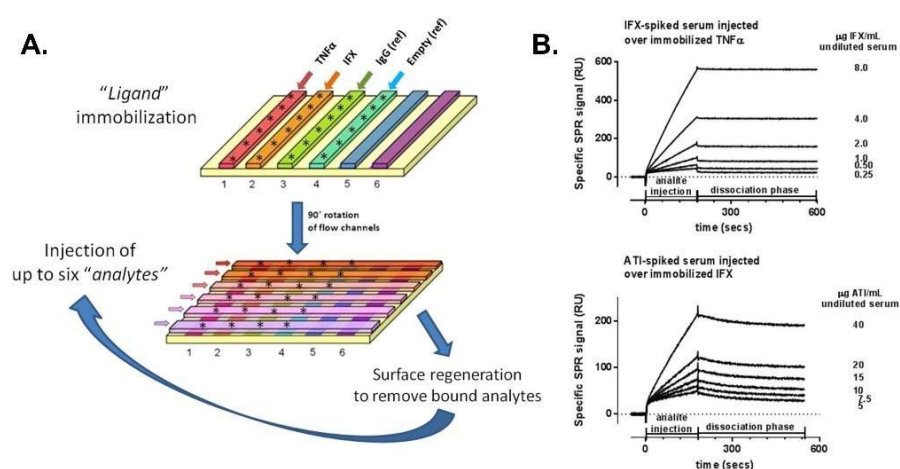 A.
"Ligand"
immobilization
TNFα
IFX
IgG (ref)
Empty (ref)
1 2 3 4 5 6
90° rotation
of flow channels
Injection of
up to six "analytes"
1 2 3 4 5 6
Surface regeneration
to remove bound analytes
B.
IFX-spiked serum injected
over immobilized TNFα
µg IFX/mL
undiluted serum
Specific SPR signal (RU)
600
400
200
0
8.0
4.0
2.0
1.0
0.50
0.25
analite
injection
dissociation phase
0 300 600
time (secs)
ATI-spiked serum injected
over immobilized IFX
µg ATI/mL
undiluted serum
Specific SPR signal (RU)
200
100
0
40
20
15
10
7.5
5
analite
injection
dissociation phase
0 300 600
time (secs)